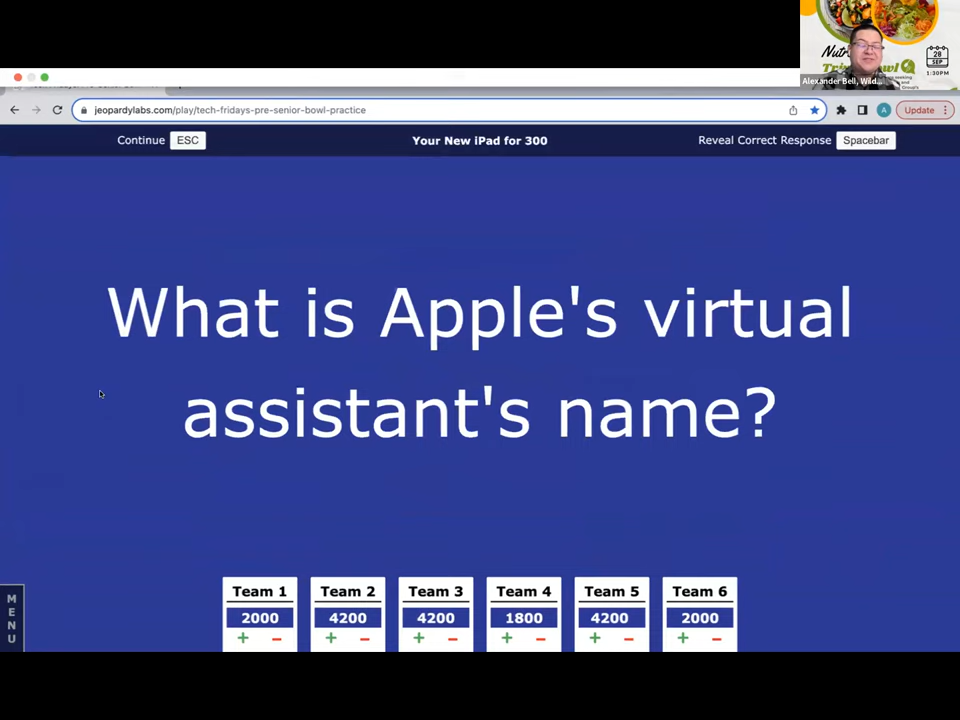 28
SEP
1:30PM
Alexander Bell, Wild...
jeopardylabs.com/play/tech-fridays-pre-senior-bowl-practice
A
Update
Continue ESC
Your New iPad for 300
Reveal Correct Response Spacebar
What is Apple's virtual
assistant's name?
MENU
Team 1 Team 2 Team 3 Team 4 Team 5 Team 6
2000 4200 4200 1800 4200 2000
+ − + − + − + − + − + −